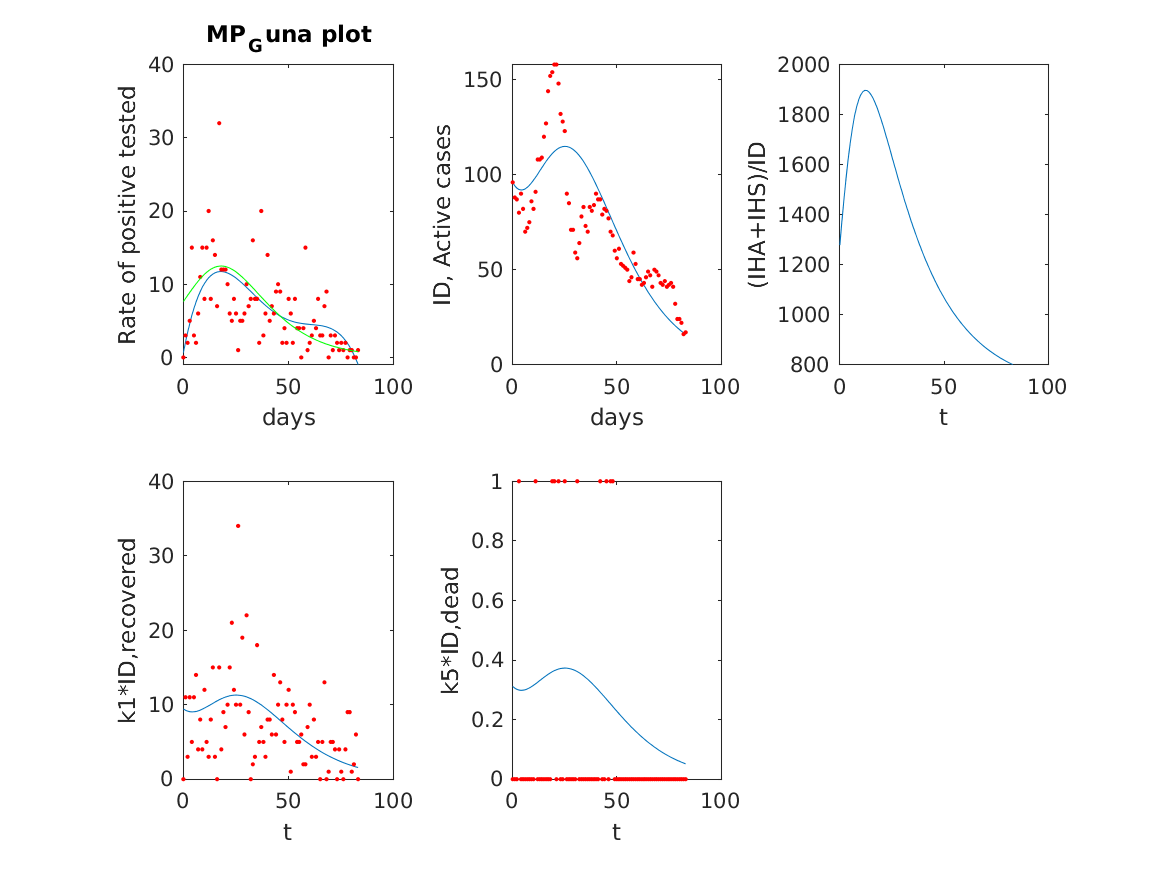 MP_Guna plot
40
30
20
10
0
Rate of positive tested
0 50 100
days
150
100
50
0
ID, Active cases
0 50 100
days
2000
1800
1600
1400
1200
1000
800
(IHA+IHS)/ID
0 50 100
t
40
30
20
10
0
k1*ID,recovered
0 50 100
t
1
0.8
0.6
0.4
0.2
0
k5*ID,dead
0 50 100
t